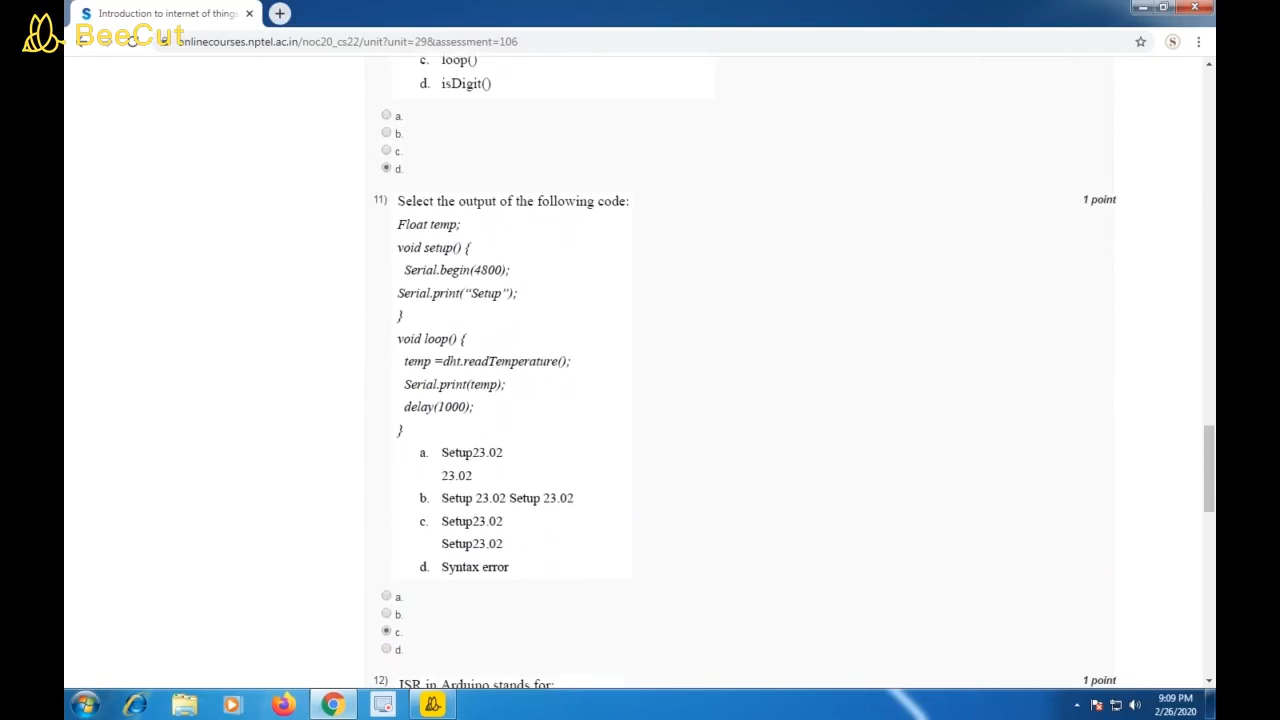 Introduction to internet of things
BeeCut
onlinecourses.nptel.ac.in/noc20_cs22/unit?unit=29&assessment=106
c. loop()
d. isDigit()
a.
b.
c.
d.
11) Select the output of the following code: 1 point
Float temp;
void setup() {
Serial.begin(4800);
Serial.print(“Setup”);
}
void loop() {
temp =dht.readTemperature();
Serial.print(temp);
delay(1000);
}
a. Setup23.02
23.02
b. Setup 23.02 Setup 23.02
c. Setup23.02
Setup23.02
d. Syntax error
a.
b.
c.
d.
12) ISR in Arduino stands for: 1 point
9:09 PM
2/26/2020